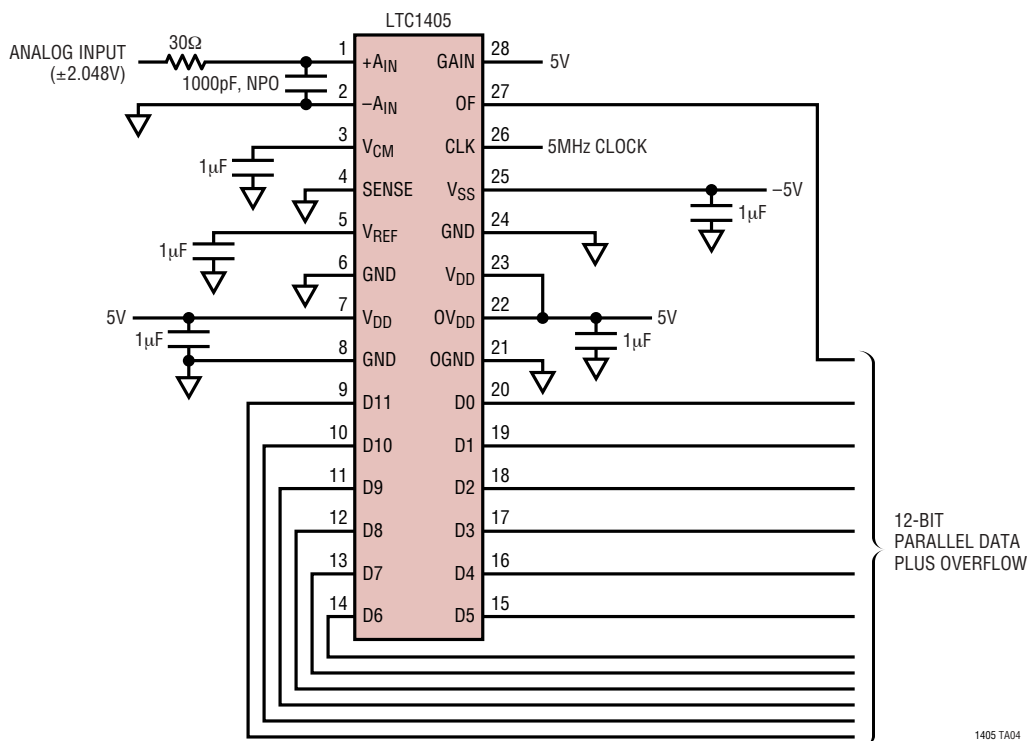 LTC1405
ANALOG INPUT
(±2.048V)
30Ω
1000pF, NPO
1
+AIN
GAIN
28
5V
2
–AIN
OF
27
3
VCM
CLK
26
5MHz CLOCK
1µF
4
SENSE
VSS
25
–5V
1µF
5
VREF
GND
24
1µF
6
GND
VDD
23
5V
7
VDD
OVDD
22
5V
1µF
1µF
8
GND
OGND
21
9
D11
D0
20
10
D10
D1
19
11
D9
D2
18
12
D8
D3
17
13
D7
D4
16
14
D6
D5
15
12-BIT
PARALLEL DATA
PLUS OVERFLOW
1405 TA04